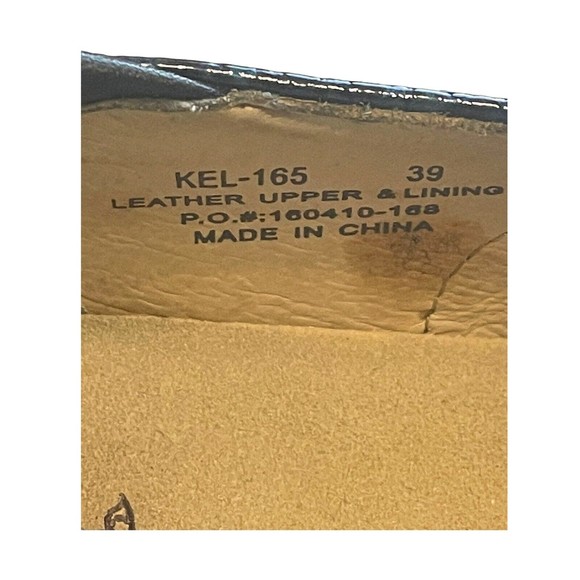 KEL-165 39
LEATHER UPPER & LINING
P.O.#:160410-168
MADE IN CHINA